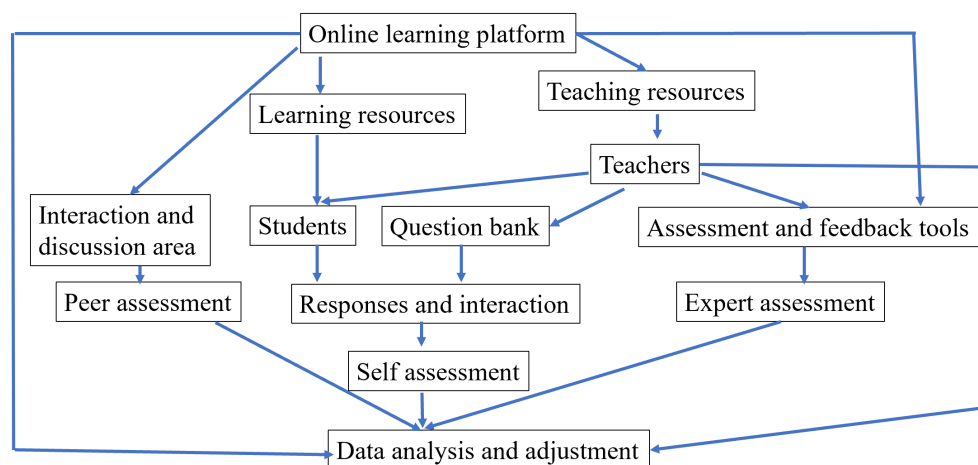 Online learning platform
Learning resources
Teaching resources
Teachers
Interaction and
discussion area
Students
Question bank
Assessment and feedback tools
Peer assessment
Responses and interaction
Expert assessment
Self assessment
Data analysis and adjustment